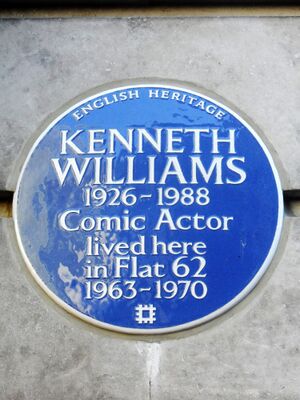 ENGLISH HERITAGE
KENNETH
WILLIAMS
1926-1988
Comic Actor
lived here
in Flat 62
1963-1970